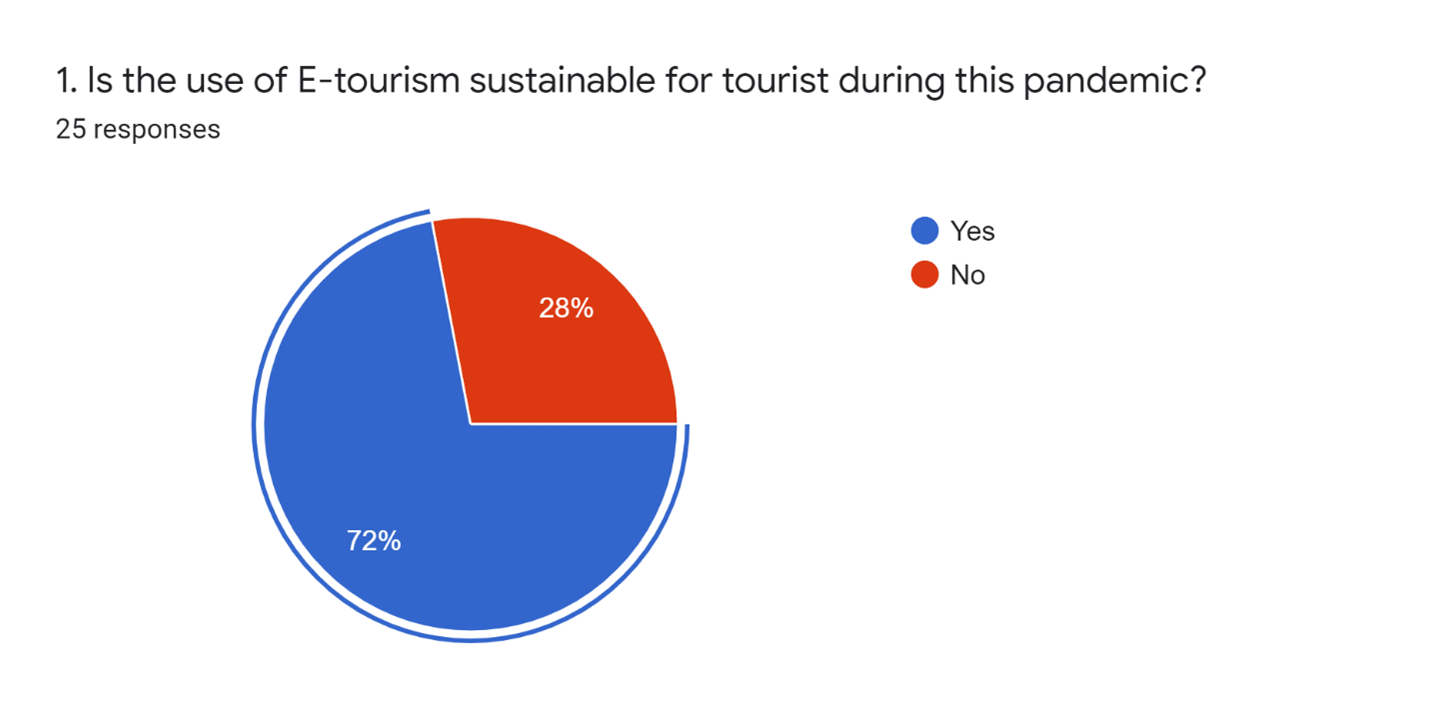 1. Is the use of E-tourism sustainable for tourist during this pandemic?
25 responses
Yes
No
28%
72%